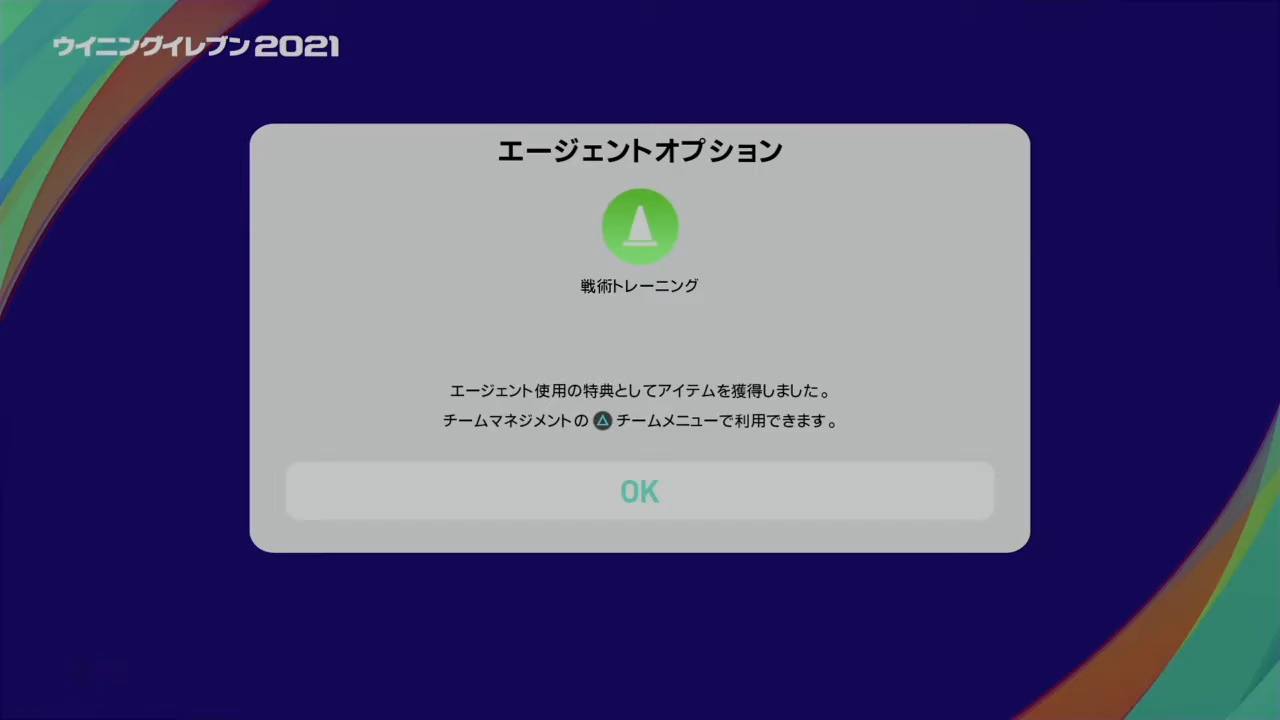 ウイニングイレブン 2021
エージェントオプション
戦術トレーニング
エージェント使用の特典としてアイテムを獲得しました。
チームマネジメントの△チームメニューで利用できます。
OK